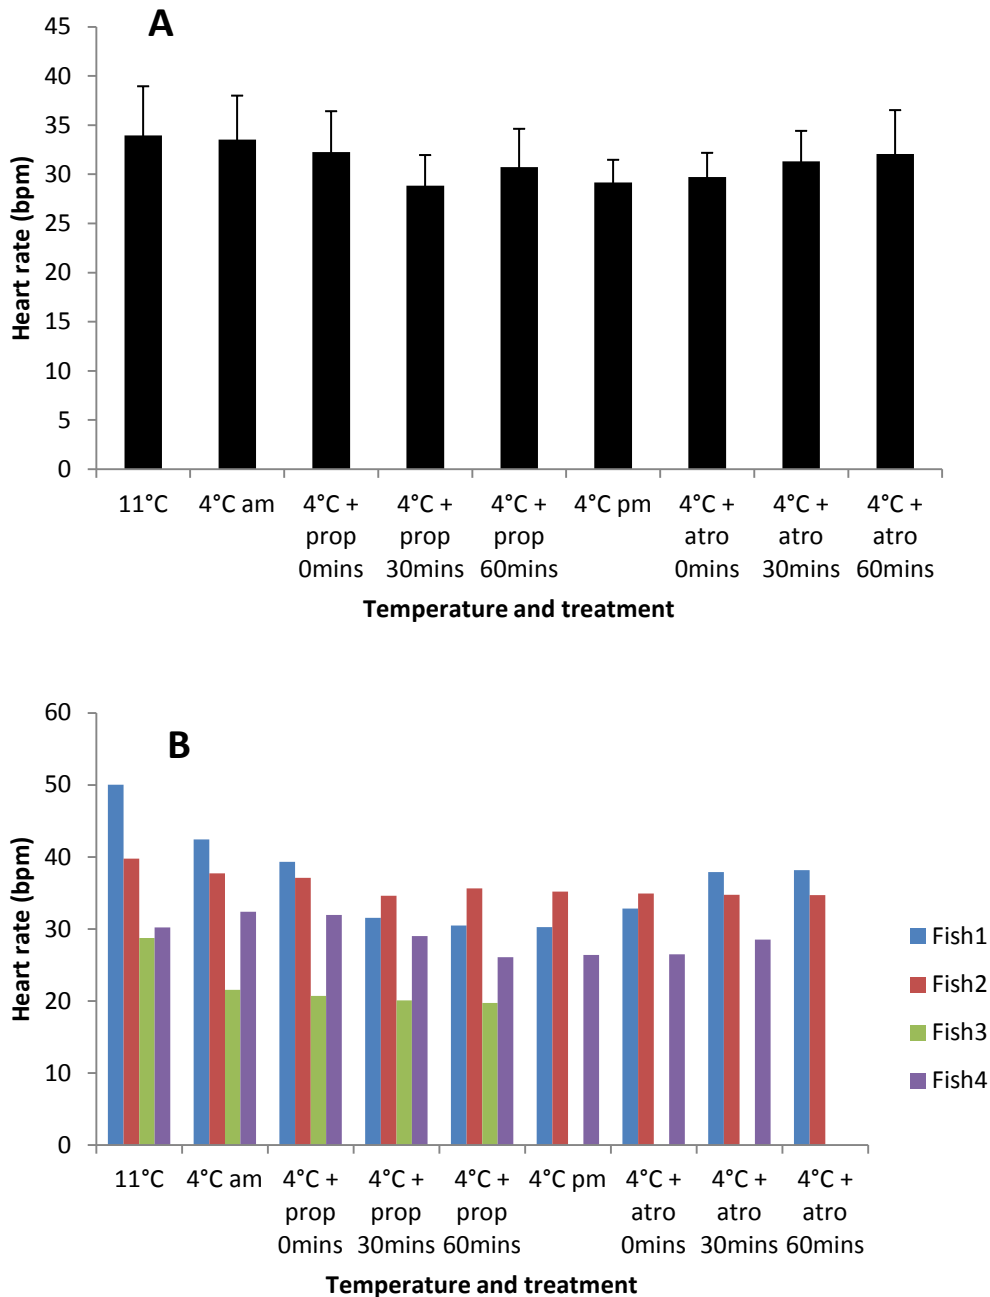 A
50
45
40
35
30
25
20
15
10
5
0
Heart rate (bpm)
11°C 4°C am 4°C + 4°C + 4°C + 4°C pm 4°C + 4°C + 4°C +
prop prop prop atro atro atro
0mins 30mins 60mins 0mins 30mins 60mins
Temperature and treatment
B
60
50
40
30
20
10
0
Heart rate (bpm)
Fish1
Fish2
Fish3
Fish4
11°C 4°C am 4°C + 4°C + 4°C + 4°C pm 4°C + 4°C + 4°C +
prop prop prop atro atro atro
0mins 30mins 60mins 0mins 30mins 60mins
Temperature and treatment